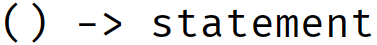 () -> statement